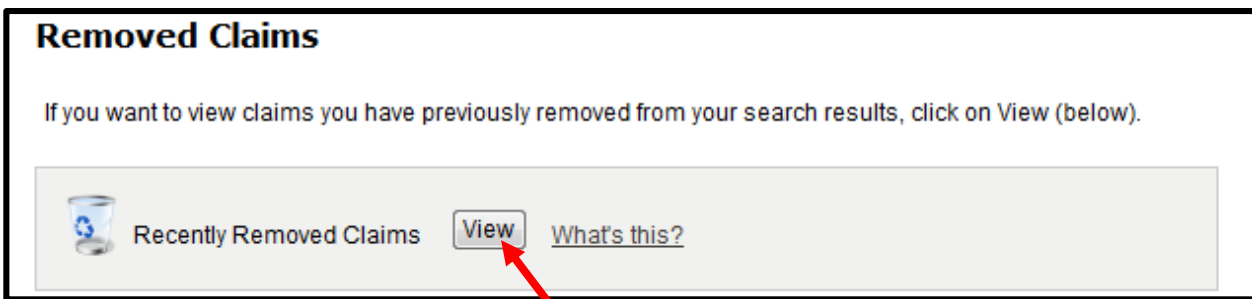 Removed Claims
If you want to view claims you have previously removed from your search results, click on View (below).
Recently Removed Claims View What's this?